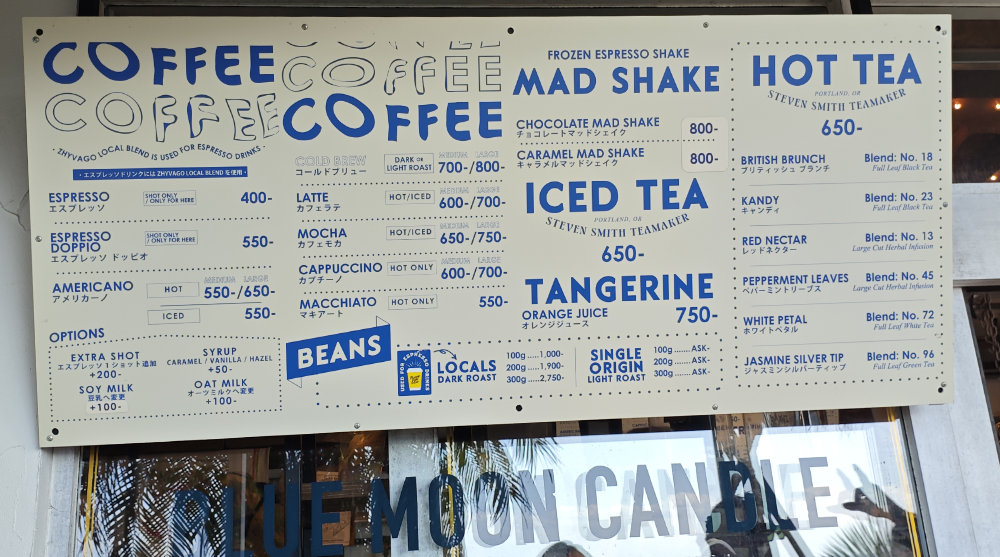 COFFEE
COFFEE
· ZHYVAGO LOCAL BLEND IS USED FOR ESPRESSO DRINKS ·
・エスプレッソドリンクには ZHYVAGO LOCAL BLEND を使用・
ESPRESSO SHOT ONLY / ONLY FOR HERE 400-
エスプレッソ
ESPRESSO DOPPIO SHOT ONLY / ONLY FOR HERE 550-
エスプレッソ ドッピオ
MEDIUM LARGE
AMERICANO HOT 550-/650-
アメリカーノ
ICED 550-
OPTIONS
EXTRA SHOT
エスプレッソ1ショット追加
+200-
SYRUP
CARAMEL / VANILLA / HAZEL
+50-
SOY MILK
豆乳へ変更
+100-
OAT MILK
オーツミルクへ変更
+100-
COFFEE
COFFEE
COFFEE
MEDIUM LARGE
COLD BREW DARK OR LIGHT ROAST 700-/800-
コールドブリュー
MEDIUM LARGE
LATTE HOT/ICED 600-/700-
カフェラテ
MEDIUM LARGE
MOCHA HOT/ICED 650-/750-
カフェモカ
MEDIUM LARGE
CAPPUCCINO HOT ONLY 600-/700-
カプチーノ
MACCHIATO HOT ONLY 550-
マキアート
BEANS
USED FOR ESPRESSO DRINKS
LOCALS
DARK ROAST
100g .....1,000-
200g .....1,900-
300g .....2,750-
SINGLE
ORIGIN
LIGHT ROAST
100g .......ASK-
200g .......ASK-
300g .......ASK-
FROZEN ESPRESSO SHAKE
MAD SHAKE
CHOCOLATE MAD SHAKE 800-
チョコレートマッドシェイク
CARAMEL MAD SHAKE 800-
キャラメルマッドシェイク
ICED TEA
PORTLAND, OR
STEVEN SMITH TEAMAKER
650-
TANGERINE
ORANGE JUICE 750-
オレンジジュース
HOT TEA
PORTLAND, OR
STEVEN SMITH TEAMAKER
650-
BRITISH BRUNCH Blend: No. 18
ブリティッシュ ブランチ Full Leaf Black Tea
KANDY Blend: No. 23
キャンディ Full Leaf Black Tea
RED NECTAR Blend: No. 13
レッドネクター Large Cut Herbal Infusion
PEPPERMENT LEAVES Blend: No. 45
ペパーミントリーブス Large Cut Herbal Infusion
WHITE PETAL Blend: No. 72
ホワイトペタル Full Leaf White Tea
JASMINE SILVER TIP Blend: No. 96
ジャスミンシルバーティップ Full Leaf Green Tea
BLUE MOON CANDLE